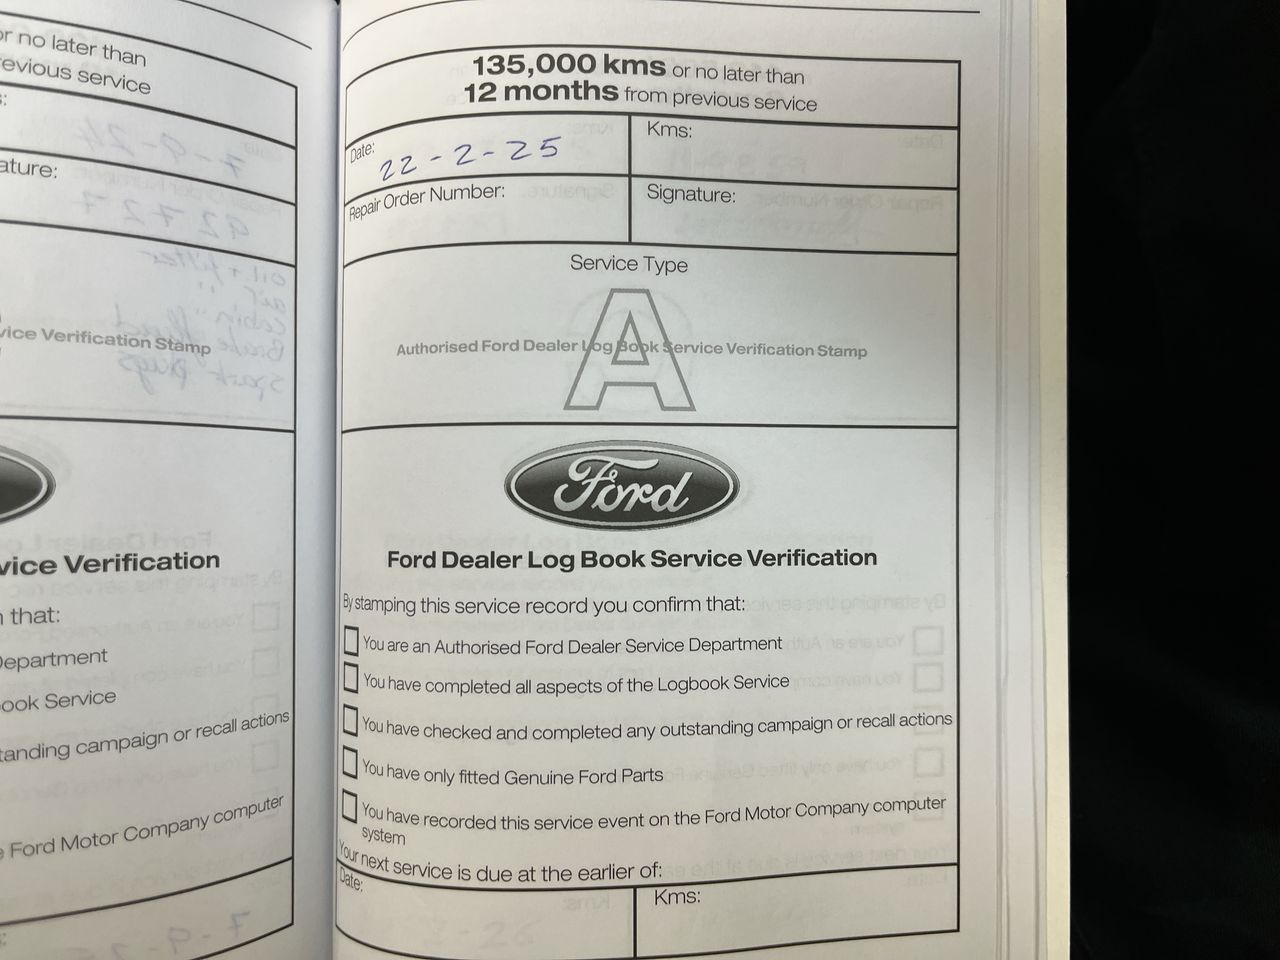 or no later than
evious service
ature:
vice Verification Stamp
vice Verification
that:
Department
ook Service
tanding campaign or recall actions
e Ford Motor Company computer
135,000 kms or no later than
12 months from previous service
Date: 22-2-25
Kms:
Repair Order Number:
Signature:
Service Type
A
Authorised Ford Dealer Log Book Service Verification Stamp
Ford
Ford Dealer Log Book Service Verification
By stamping this service record you confirm that:
You are an Authorised Ford Dealer Service Department
You have completed all aspects of the Logbook Service
You have checked and completed any outstanding campaign or recall actions
You have only fitted Genuine Ford Parts
You have recorded this service event on the Ford Motor Company computer
system
Your next service is due at the earlier of:
Date:
Kms: